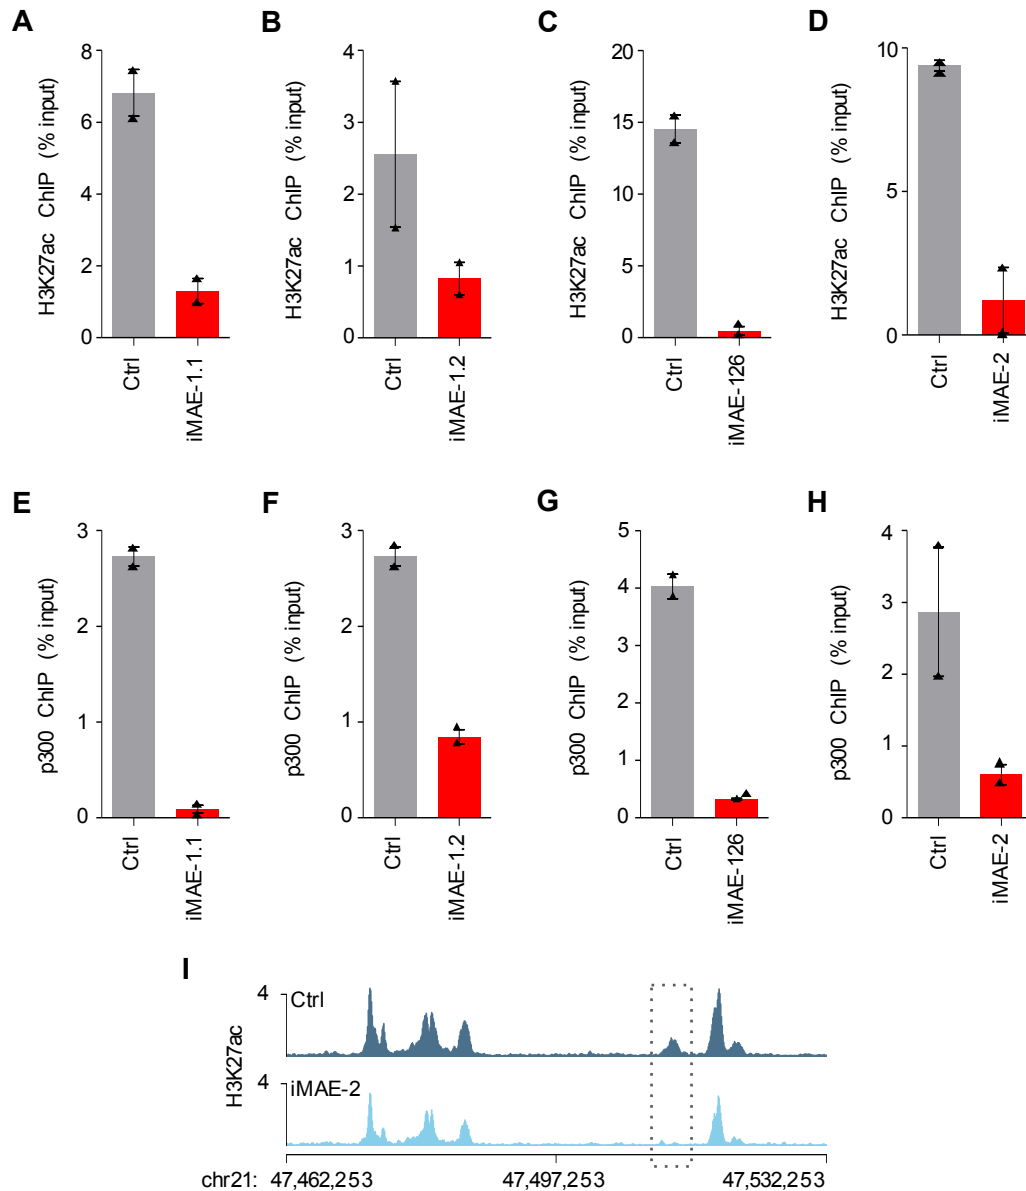 A
H3K27ac ChIP (% input)
8
6
4
2
0
Ctrl
iMAE-1.1
B
H3K27ac ChIP (% input)
4
3
2
1
0
Ctrl
iMAE-1.2
C
H3K27ac ChIP (% input)
20
15
10
5
0
Ctrl
iMAE-126
D
H3K27ac ChIP (% input)
10
5
0
Ctrl
iMAE-2
E
p300 ChIP (% input)
3
2
1
0
Ctrl
iMAE-1.1
F
p300 ChIP (% input)
3
2
1
0
Ctrl
iMAE-1.2
G
p300 ChIP (% input)
5
4
3
2
1
0
Ctrl
iMAE-126
H
p300 ChIP (% input)
4
3
2
1
0
Ctrl
iMAE-2
I
H3K27ac
4
Ctrl
4
iMAE-2
chr21: 47,462,253 47,497,253 47,532,253